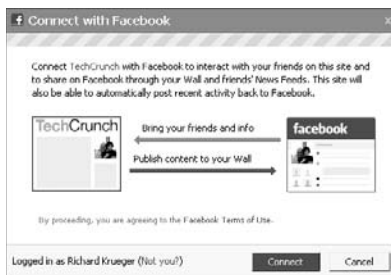 Connect with Facebook
Connect TechCrunch with Facebook to interact with your friends on this site and
to share on Facebook through your Wall and friends' News Feeds. This site will
also be able to automatically post recent activity back to Facebook.
TechCrunch
Bring your friends and info
facebook
Publish content to your Wall
By proceeding, you are agreeing to the Facebook Terms of Use.
Logged in as Richard Krueger (Not you?)
Connect
Cancel